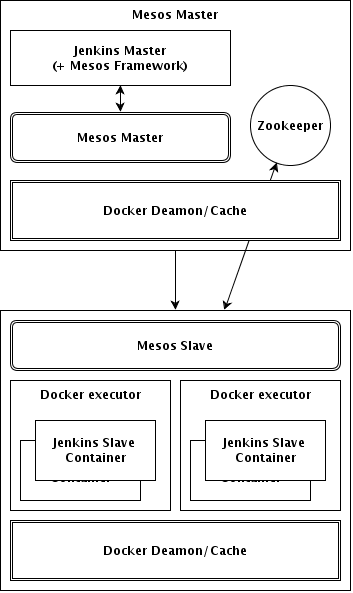 Mesos Master
Jenkins Master
(+ Mesos Framework)
Mesos Master
Zookeeper
Docker Deamon/Cache
Mesos Slave
Docker executor
Jenkins Slave
Container
Container
Docker executor
Jenkins Slave
Container
Container
Docker Deamon/Cache